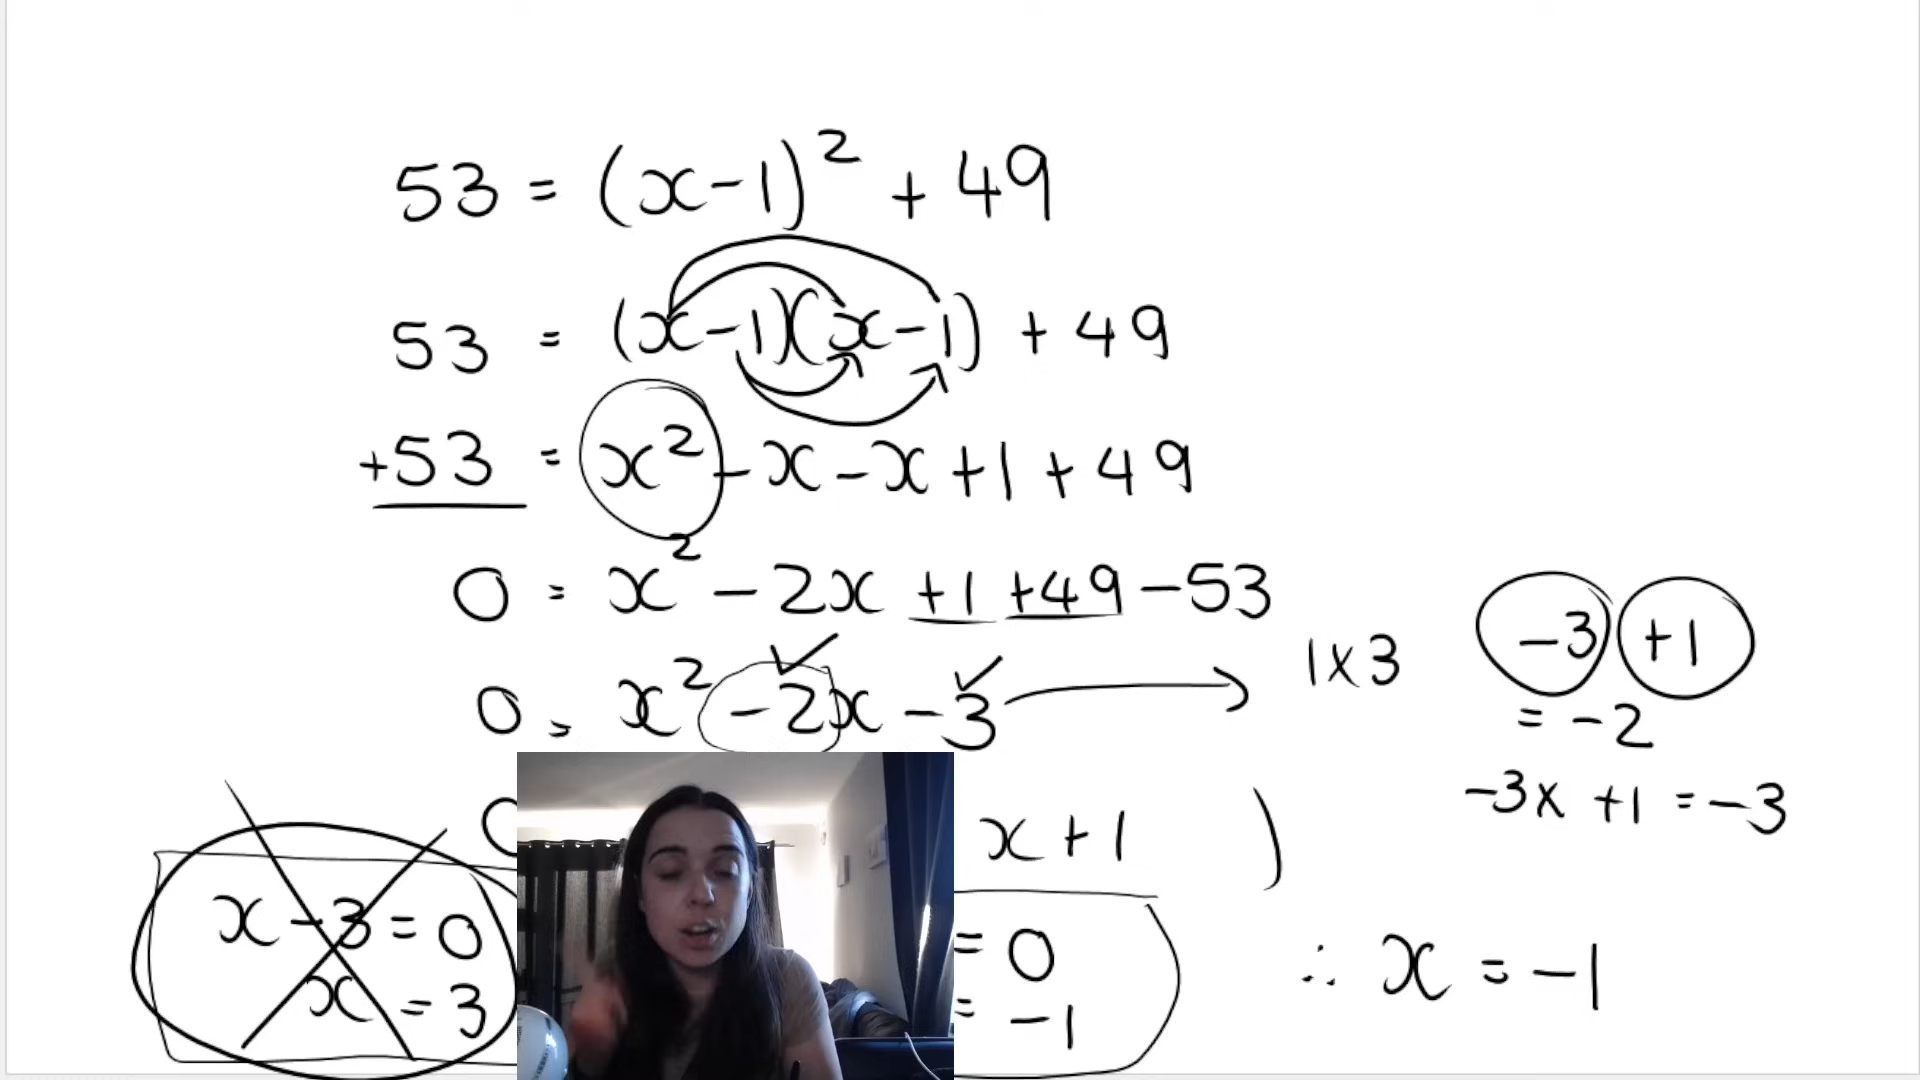 53 = (x-1)² + 49
53 = (x-1)(x-1) + 49
+53 = x² - x - x + 1 + 49
0 = x² - 2x + 1 + 49 - 53
0 = x² - 2x - 3
1x3
-3 +1
= -2
-3x +1 = -3
0
x+1 )
x-3 = 0
x = 3
= 0
= -1
∴ x = -1